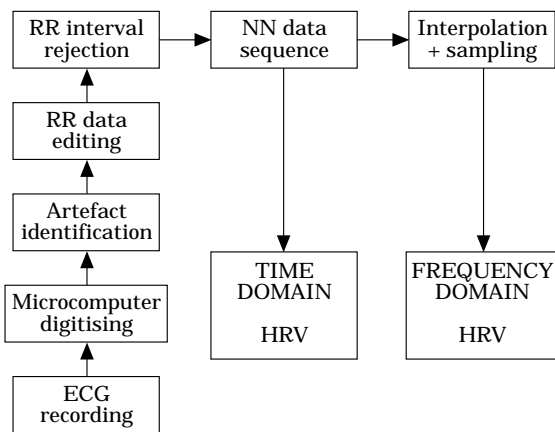 RR interval
rejection
NN data
sequence
Interpolation
+ sampling
RR data
editing
Artefact
identification
Microcomputer
digitising
ECG
recording
TIME
DOMAIN
HRV
FREQUENCY
DOMAIN
HRV